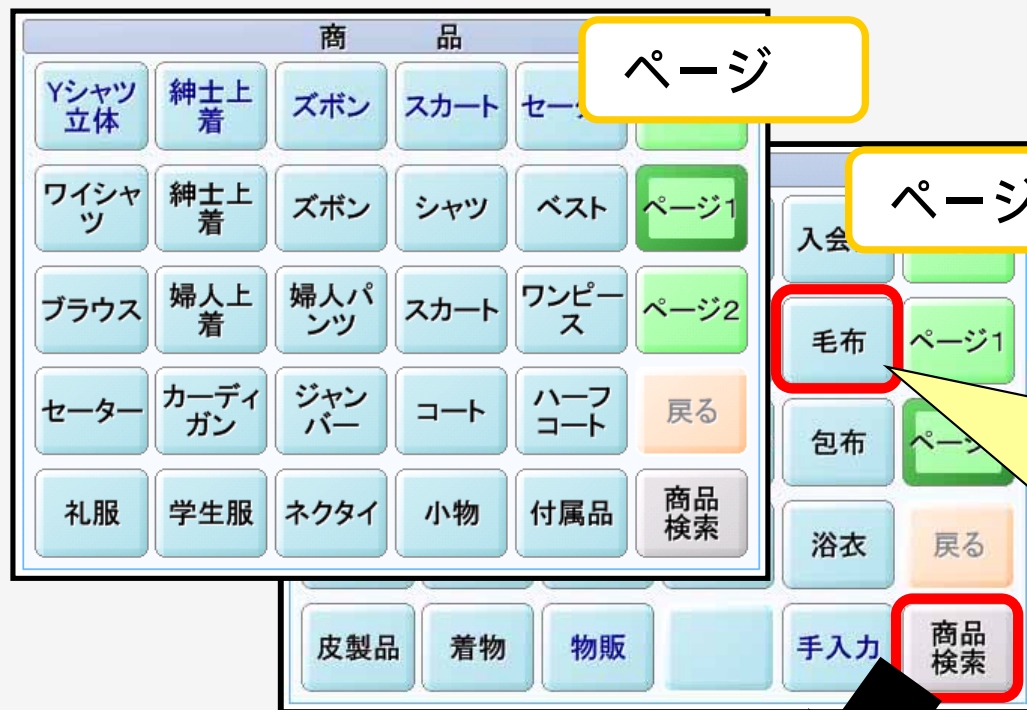 商 品
ページ
Yシャツ
立体
紳士上
着
ズボン
スカート
ワイシャ
ツ
紳士上
着
ズボン
シャツ
ベスト
ページ1
ブラウス
婦人上
着
婦人パ
ンツ
スカート
ワンピー
ス
ページ2
セーター
カーディ
ガン
ジャン
バー
コート
ハーフ
コート
戻る
礼服
学生服
ネクタイ
小物
付属品
商品
検索
ページ
入会
毛布
ページ1
包布
浴衣
戻る
皮製品
着物
物販
手入力
商品
検索